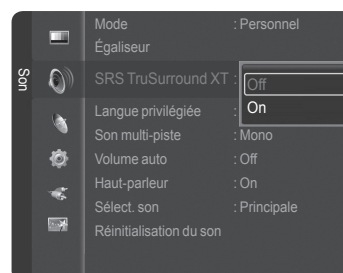 Son
Mode : Personnel
Égaliseur
SRS TruSurround XT : Off
On
Langue privilégiée :
Son multi-piste : Mono
Volume auto : Off
Haut-parleur : On
Sélect. son : Principale
Réinitialisation du son